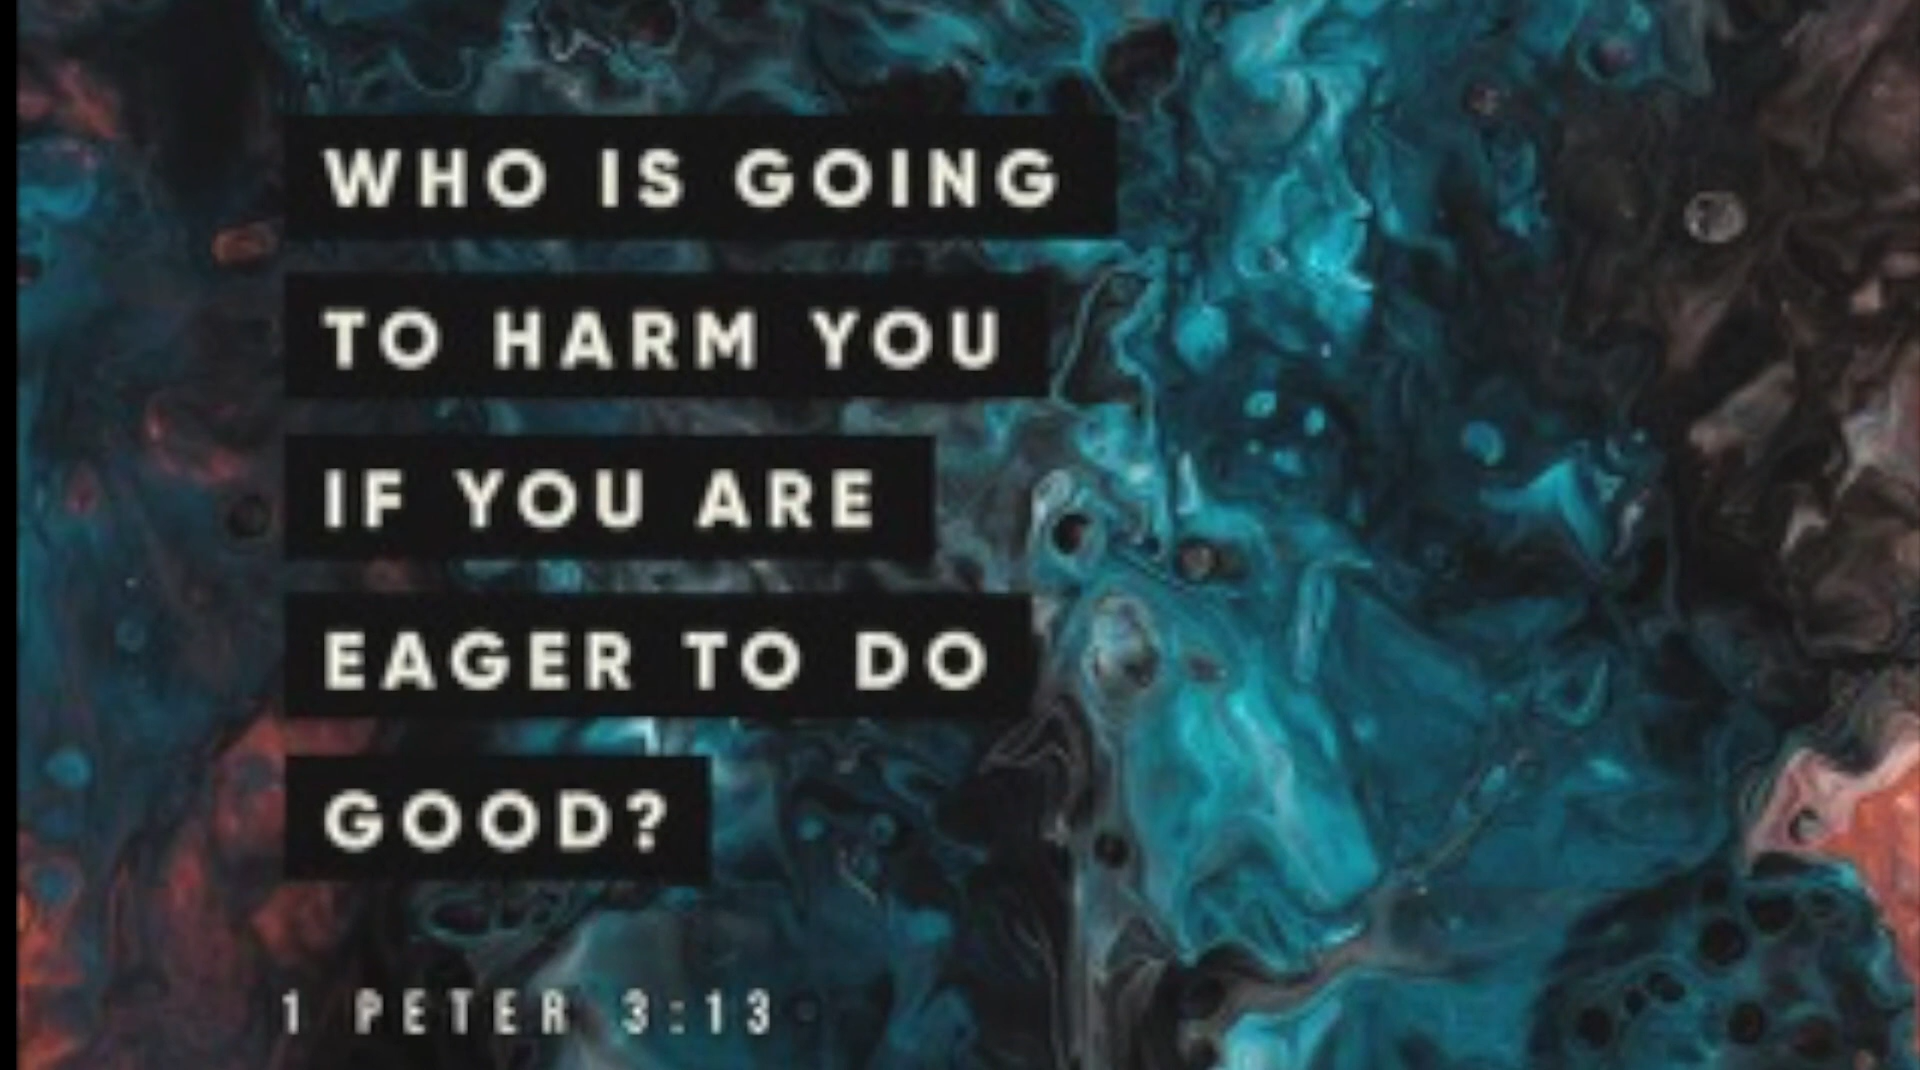 WHO IS GOING
TO HARM YOU
IF YOU ARE
EAGER TO DO
GOOD?
1 PETER 3:13